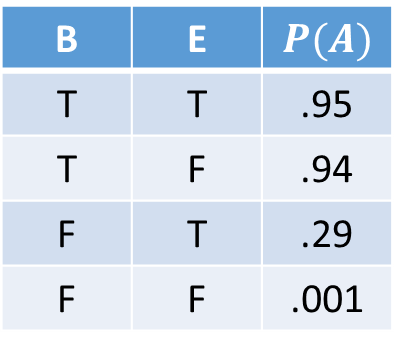 B E P(A)
T T .95
T F .94
F T .29
F F .001